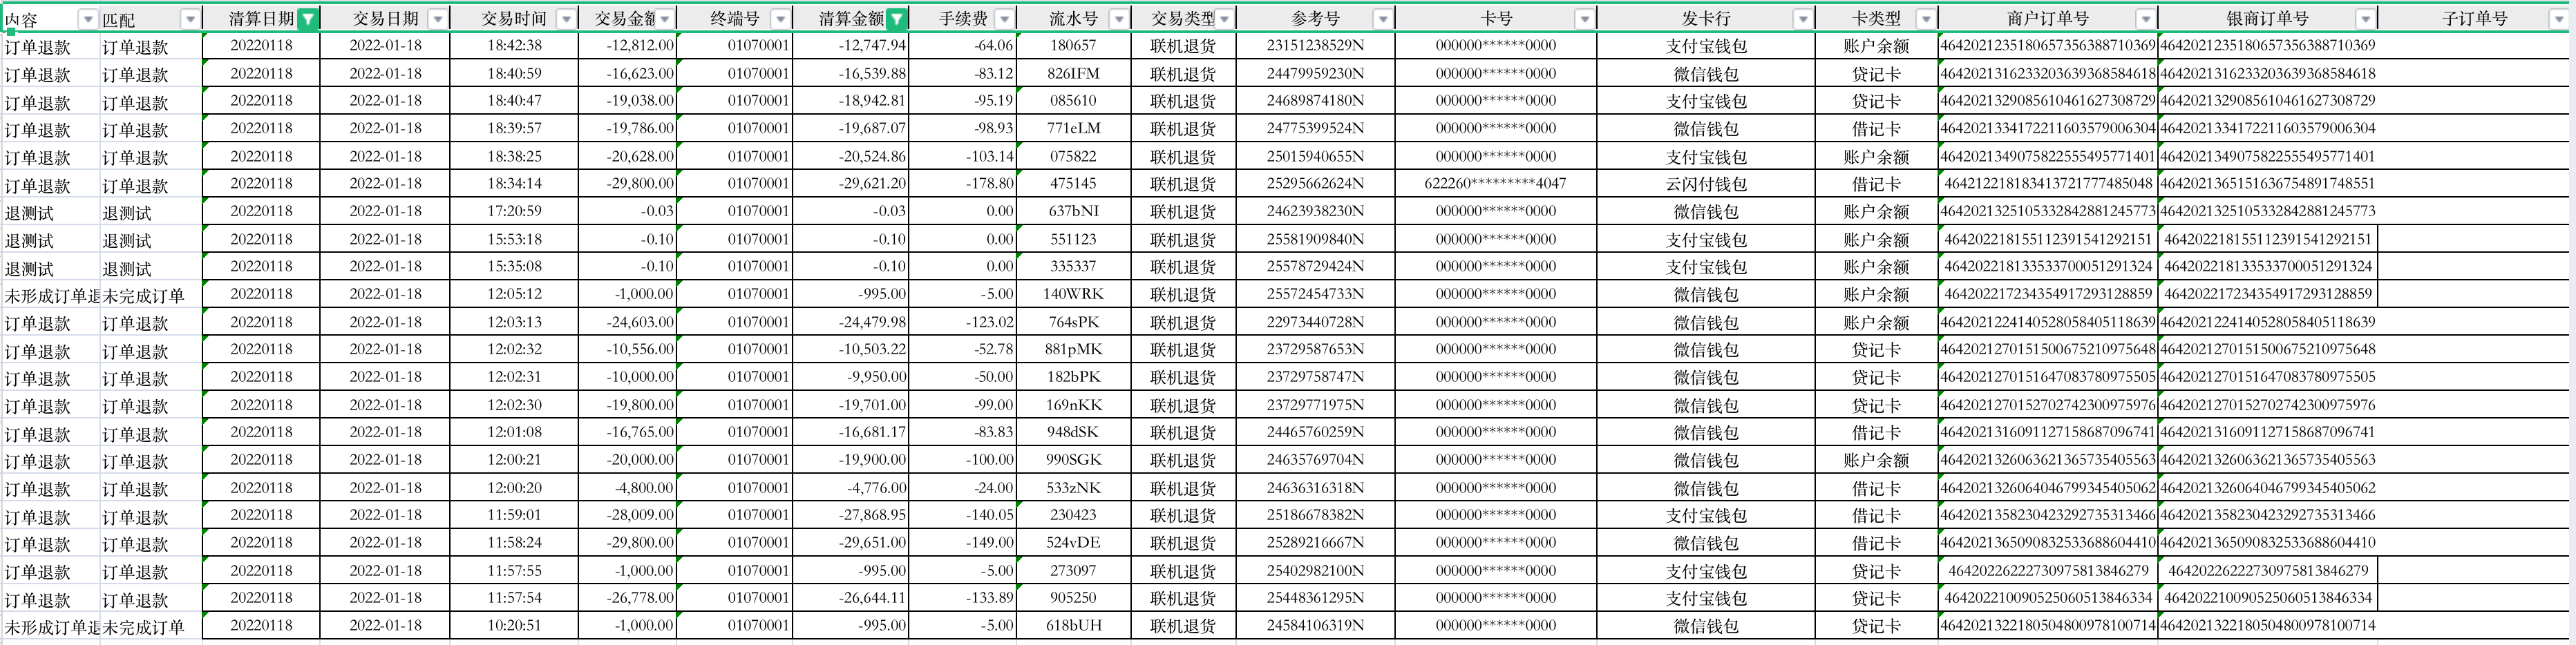 内容 匹配 清算日期 交易日期 交易时间 交易金额 终端号 清算金额 手续费 流水号 交易类型 参考号 卡号 发卡行 卡类型 商户订单号 银商订单号 子订单号
订单退款 订单退款 20220118 2022-01-18 18:42:38 -12,812.00 01070001 -12,747.94 -64.06 180657 联机退货 23151238529N 000000******0000 支付宝钱包 账户余额 4642021235180657356388710369 4642021235180657356388710369
订单退款 订单退款 20220118 2022-01-18 18:40:59 -16,623.00 01070001 -16,539.88 -83.12 826IFM 联机退货 24479959230N 000000******0000 微信钱包 贷记卡 4642021316233203639368584618 4642021316233203639368584618
订单退款 订单退款 20220118 2022-01-18 18:40:47 -19,038.00 01070001 -18,942.81 -95.19 085610 联机退货 24689874180N 000000******0000 支付宝钱包 贷记卡 4642021329085610461627308729 4642021329085610461627308729
订单退款 订单退款 20220118 2022-01-18 18:39:57 -19,786.00 01070001 -19,687.07 -98.93 771eLM 联机退货 24775399524N 000000******0000 微信钱包 借记卡 4642021334172211603579006304 4642021334172211603579006304
订单退款 订单退款 20220118 2022-01-18 18:38:25 -20,628.00 01070001 -20,524.86 -103.14 075822 联机退货 25015940655N 000000******0000 支付宝钱包 账户余额 4642021349075822555495771401 4642021349075822555495771401
订单退款 订单退款 20220118 2022-01-18 18:34:14 -29,800.00 01070001 -29,621.20 -178.80 475145 联机退货 25295662624N 622260*********4047 云闪付钱包 借记卡 464212218183413721777485048 4642021365151636754891748551
退测试 退测试 20220118 2022-01-18 17:20:59 -0.03 01070001 -0.03 0.00 637bNI 联机退货 24623938230N 000000******0000 微信钱包 账户余额 4642021325105332842881245773 4642021325105332842881245773
退测试 退测试 20220118 2022-01-18 15:53:18 -0.10 01070001 -0.10 0.00 551123 联机退货 25581909840N 000000******0000 支付宝钱包 账户余额 464202218155112391541292151 464202218155112391541292151
退测试 退测试 20220118 2022-01-18 15:35:08 -0.10 01070001 -0.10 0.00 335337 联机退货 25578729424N 000000******0000 支付宝钱包 账户余额 464202218133533700051291324 464202218133533700051291324
未形成订单退 未完成订单 20220118 2022-01-18 12:05:12 -1,000.00 01070001 -995.00 -5.00 140WRK 联机退货 25572454733N 000000******0000 微信钱包 账户余额 464202217234354917293128859 464202217234354917293128859
订单退款 订单退款 20220118 2022-01-18 12:03:13 -24,603.00 01070001 -24,479.98 -123.02 764sPK 联机退货 22973440728N 000000******0000 微信钱包 账户余额 4642021224140528058405118639 4642021224140528058405118639
订单退款 订单退款 20220118 2022-01-18 12:02:32 -10,556.00 01070001 -10,503.22 -52.78 881pMK 联机退货 23729587653N 000000******0000 微信钱包 贷记卡 4642021270151500675210975648 4642021270151500675210975648
订单退款 订单退款 20220118 2022-01-18 12:02:31 -10,000.00 01070001 -9,950.00 -50.00 182bPK 联机退货 23729758747N 000000******0000 微信钱包 贷记卡 4642021270151647083780975505 4642021270151647083780975505
订单退款 订单退款 20220118 2022-01-18 12:02:30 -19,800.00 01070001 -19,701.00 -99.00 169nKK 联机退货 23729771975N 000000******0000 微信钱包 贷记卡 4642021270152702742300975976 4642021270152702742300975976
订单退款 订单退款 20220118 2022-01-18 12:01:08 -16,765.00 01070001 -16,681.17 -83.83 948dSK 联机退货 24465760259N 000000******0000 微信钱包 借记卡 4642021316091127158687096741 4642021316091127158687096741
订单退款 订单退款 20220118 2022-01-18 12:00:21 -20,000.00 01070001 -19,900.00 -100.00 990SGK 联机退货 24635769704N 000000******0000 微信钱包 账户余额 4642021326063621365735405563 4642021326063621365735405563
订单退款 订单退款 20220118 2022-01-18 12:00:20 -4,800.00 01070001 -4,776.00 -24.00 533zNK 联机退货 24636316318N 000000******0000 微信钱包 借记卡 4642021326064046799345405062 4642021326064046799345405062
订单退款 订单退款 20220118 2022-01-18 11:59:01 -28,009.00 01070001 -27,868.95 -140.05 230423 联机退货 25186678382N 000000******0000 支付宝钱包 借记卡 4642021358230423292735313466 4642021358230423292735313466
订单退款 订单退款 20220118 2022-01-18 11:58:24 -29,800.00 01070001 -29,651.00 -149.00 524vDE 联机退货 25289216667N 000000******0000 微信钱包 借记卡 4642021365090832533688604410 4642021365090832533688604410
订单退款 订单退款 20220118 2022-01-18 11:57:55 -1,000.00 01070001 -995.00 -5.00 273097 联机退货 25402982100N 000000******0000 支付宝钱包 贷记卡 46420226222730975813846279 46420226222730975813846279
订单退款 订单退款 20220118 2022-01-18 11:57:54 -26,778.00 01070001 -26,644.11 -133.89 905250 联机退货 25448361295N 000000******0000 支付宝钱包 贷记卡 464202210090525060513846334 464202210090525060513846334
未形成订单退 未完成订单 20220118 2022-01-18 10:20:51 -1,000.00 01070001 -995.00 -5.00 618bUH 联机退货 24584106319N 000000******0000 微信钱包 贷记卡 4642021322180504800978100714 4642021322180504800978100714